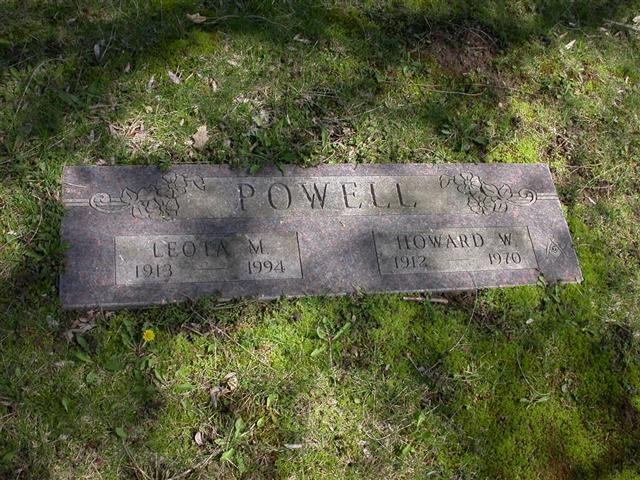 POWELL
LEOTA M.
1913 — 1994
HOWARD W.
1912 — 1970